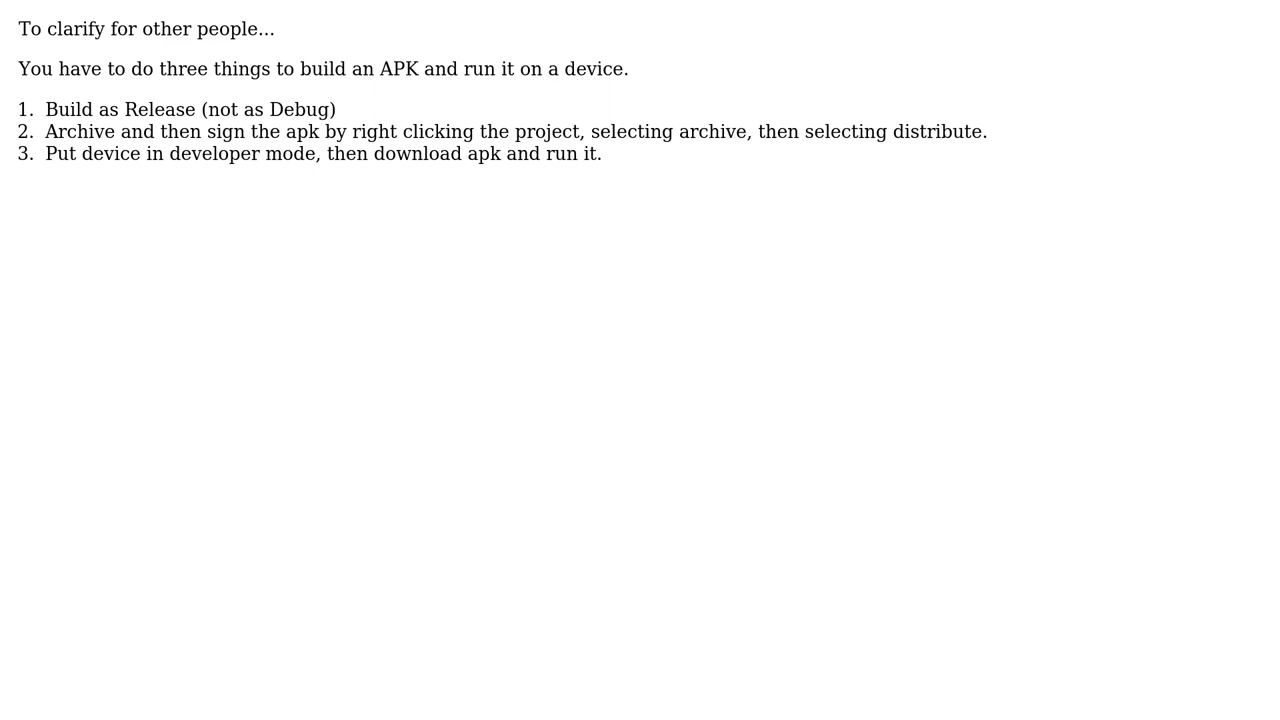 To clarify for other people...
You have to do three things to build an APK and run it on a device.
1. Build as Release (not as Debug)
2. Archive and then sign the apk by right clicking the project, selecting archive, then selecting distribute.
3. Put device in developer mode, then download apk and run it.